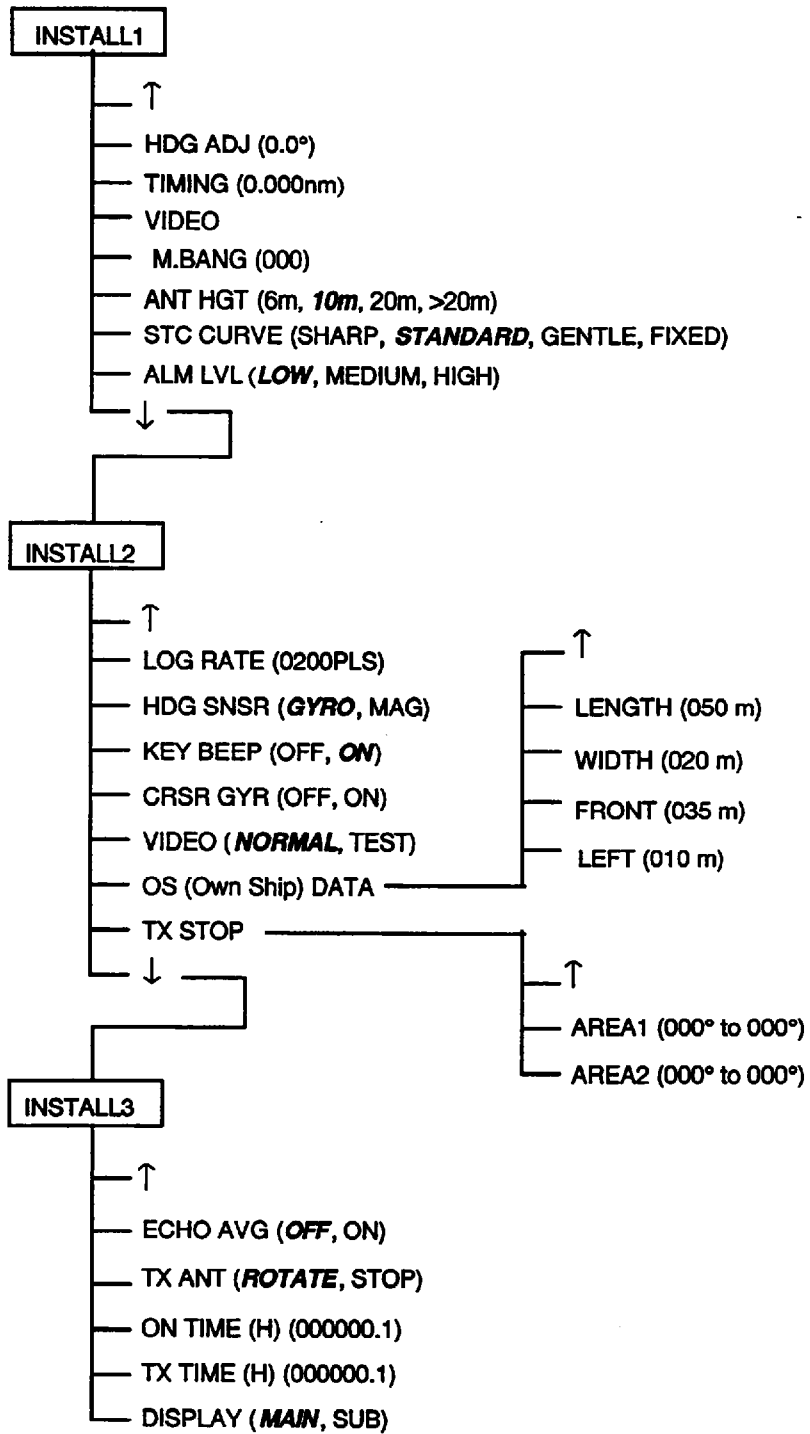 INSTALL1
↑
HDG ADJ (0.0°)
TIMING (0.000nm)
VIDEO
M.BANG (000)
ANT HGT (6m, 10m, 20m, >20m)
STC CURVE (SHARP, STANDARD, GENTLE, FIXED)
ALM LVL (LOW, MEDIUM, HIGH)
↓
INSTALL2
↑
LOG RATE (0200PLS)
HDG SNSR (GYRO, MAG)
KEY BEEP (OFF, ON)
CRSR GYR (OFF, ON)
VIDEO (NORMAL, TEST)
OS (Own Ship) DATA
TX STOP
↓
↑
LENGTH (050 m)
WIDTH (020 m)
FRONT (035 m)
LEFT (010 m)
↑
AREA1 (000° to 000°)
AREA2 (000° to 000°)
INSTALL3
↑
ECHO AVG (OFF, ON)
TX ANT (ROTATE, STOP)
ON TIME (H) (000000.1)
TX TIME (H) (000000.1)
DISPLAY (MAIN, SUB)